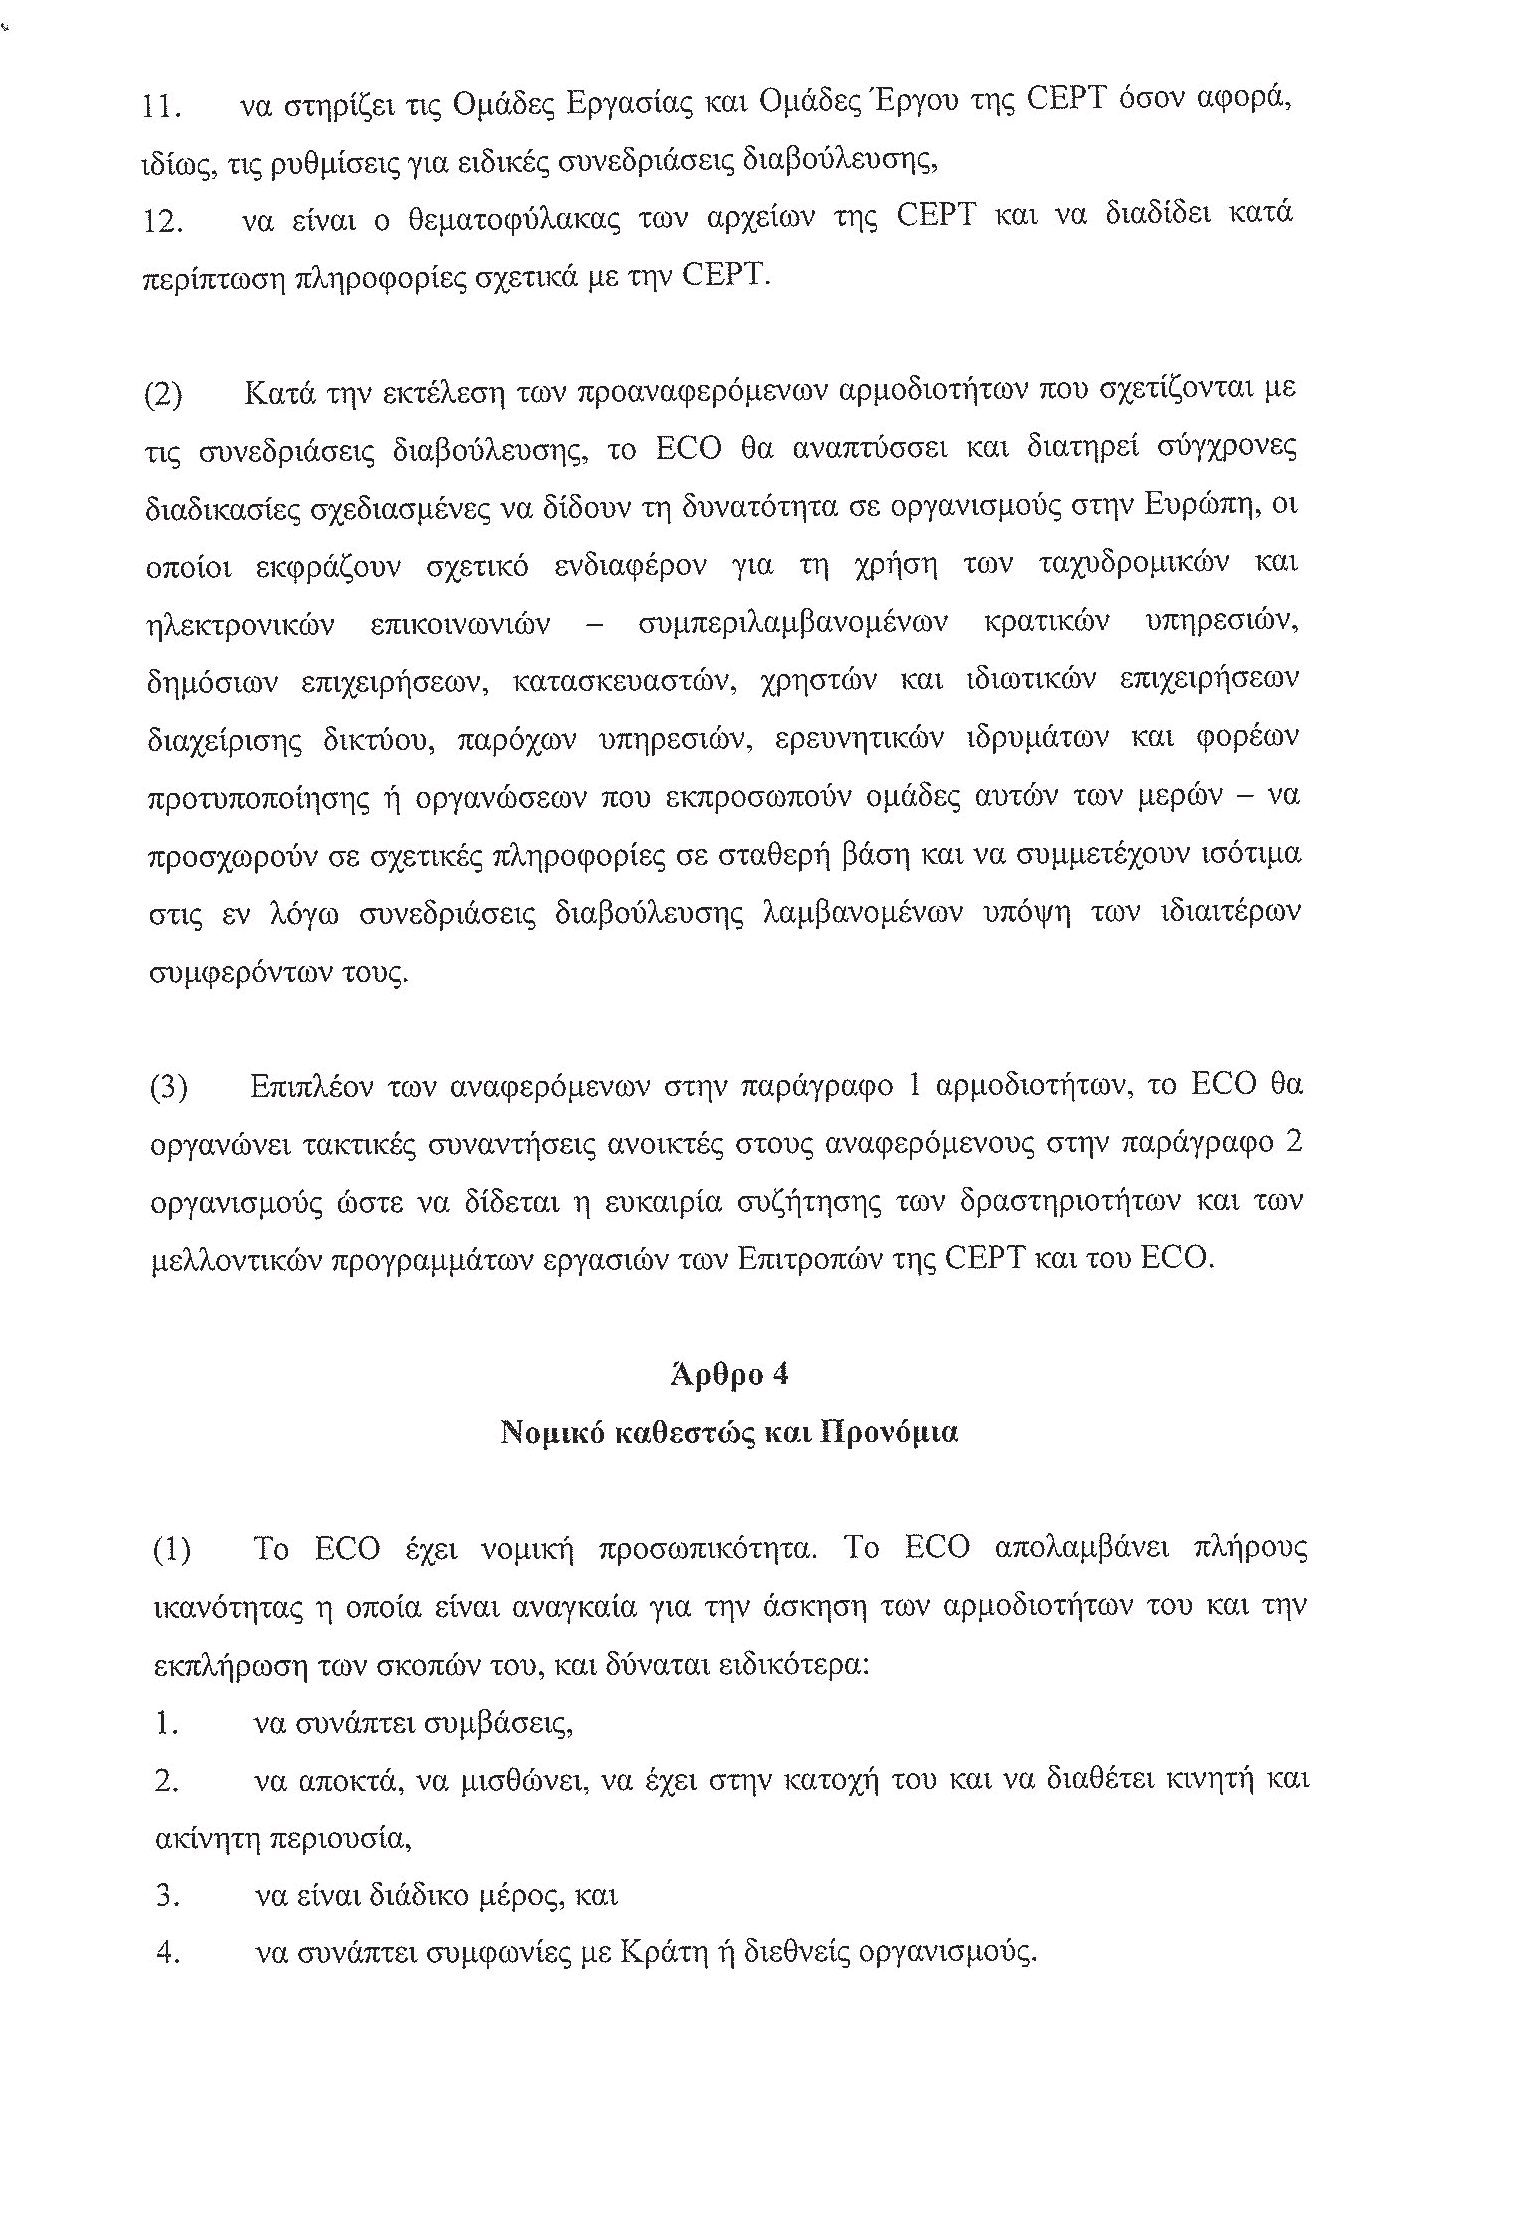 11. να στηρίζει τις Ομάδες Εργασίας και Ομάδες Έργου της CEPT όσον αφορά,
ιδίως, τις ρυθμίσεις για ειδικές συνεδριάσεις διαβούλευσης,
12. να είναι ο θεματοφύλακας των αρχείων της CEPT και να διαδίδει κατά
περίπτωση πληροφορίες σχετικά με την CEPT.
(2) Κατά την εκτέλεση των προαναφερόμενων αρμοδιοτήτων που σχετίζονται με
τις συνεδριάσεις διαβούλευσης, το ECO θα αναπτύσσει και διατηρεί σύγχρονες
διαδικασίες σχεδιασμένες να δίδουν τη δυνατότητα σε οργανισμούς στην Ευρώπη, οι
οποίοι εκφράζουν σχετικό ενδιαφέρον για τη χρήση των ταχυδρομικών και
ηλεκτρονικών επικοινωνιών – συμπεριλαμβανομένων κρατικών υπηρεσιών,
δημόσιων επιχειρήσεων, κατασκευαστών, χρηστών και ιδιωτικών επιχειρήσεων
διαχείρισης δικτύου, παρόχων υπηρεσιών, ερευνητικών ιδρυμάτων και φορέων
προτυποποίησης ή οργανώσεων που εκπροσωπούν ομάδες αυτών των μερών – να
προσχωρούν σε σχετικές πληροφορίες σε σταθερή βάση και να συμμετέχουν ισότιμα
στις εν λόγω συνεδριάσεις διαβούλευσης λαμβανομένων υπόψη των ιδιαιτέρων
συμφερόντων τους.
(3) Επιπλέον των αναφερόμενων στην παράγραφο 1 αρμοδιοτήτων, το ECO θα
οργανώνει τακτικές συναντήσεις ανοικτές στους αναφερόμενους στην παράγραφο 2
οργανισμούς ώστε να δίδεται η ευκαιρία συζήτησης των δραστηριοτήτων και των
μελλοντικών προγραμμάτων εργασιών των Επιτροπών της CEPT και του ECO.
Άρθρο 4
Νομικό καθεστώς και Προνόμια
(1) Το ECO έχει νομική προσωπικότητα. Το ECO απολαμβάνει πλήρους
ικανότητας η οποία είναι αναγκαία για την άσκηση των αρμοδιοτήτων του και την
εκπλήρωση των σκοπών του, και δύναται ειδικότερα:
1. να συνάπτει συμβάσεις,
2. να αποκτά, να μισθώνει, να έχει στην κατοχή του και να διαθέτει κινητή και
ακίνητη περιουσία,
3. να είναι διάδικο μέρος, και
4. να συνάπτει συμφωνίες με Κράτη ή διεθνείς οργανισμούς.